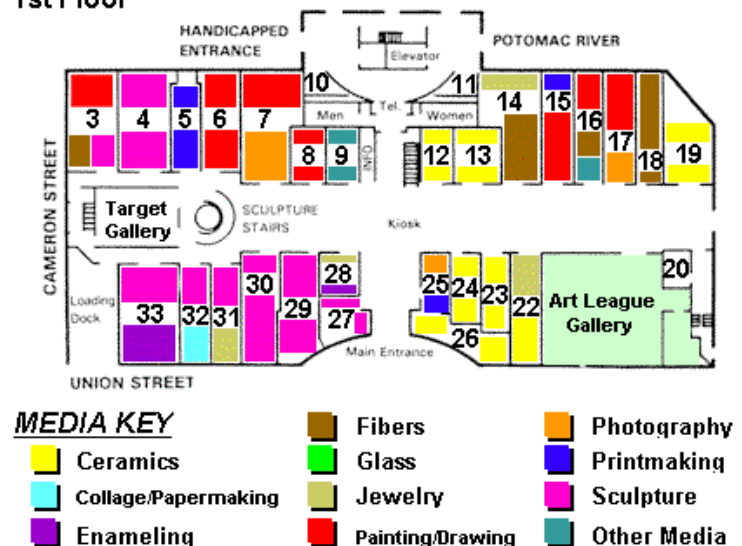 1st Floor
HANDICAPPED
ENTRANCE
POTOMAC RIVER
Elevator
10
11
Tel.
Men
Women
3
4
5
6
7
8
9
INFO
12
13
14
15
16
17
18
19
CAMERON STREET
Target
Gallery
SCULPTURE
STAIRS
Kiosk
Loading
Dock
33
32
31
30
29
28
27
25
24
23
22
26
20
Art League
Gallery
Main Entrance
UNION STREET
MEDIA KEY
Ceramics
Collage/Papermaking
Enameling
Fibers
Glass
Jewelry
Painting/Drawing
Photography
Printmaking
Sculpture
Other Media